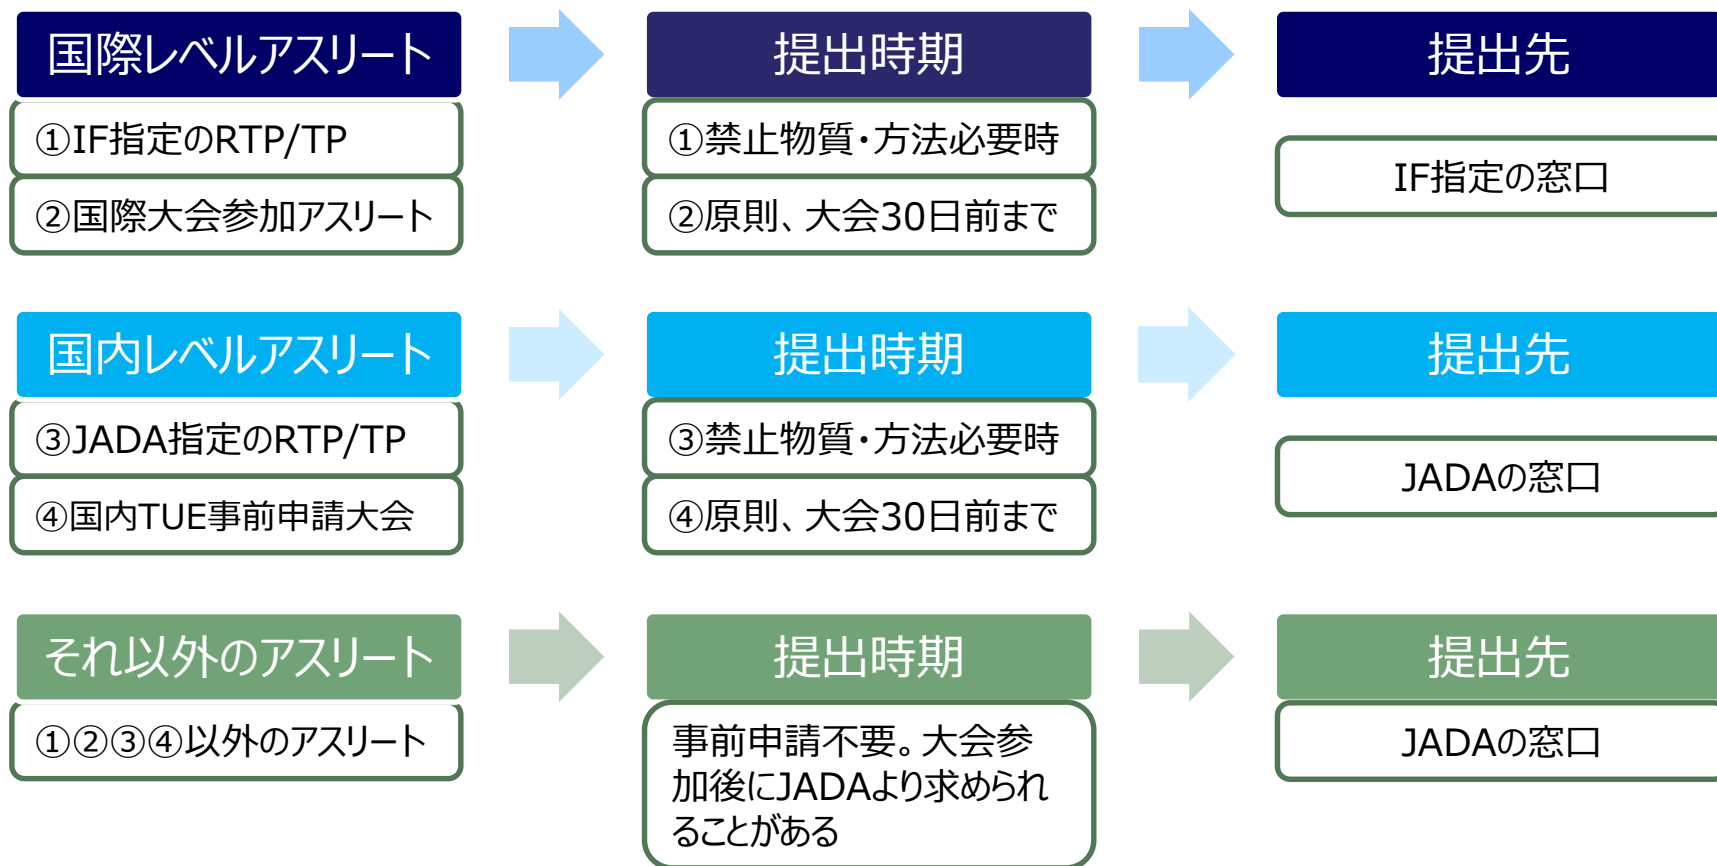 国際レベルアスリート
提出時期
提出先
①IF指定のRTP/TP
①禁止物質・方法必要時
IF指定の窓口
②国際大会参加アスリート
②原則、大会30日前まで
国内レベルアスリート
提出時期
提出先
③JADA指定のRTP/TP
③禁止物質・方法必要時
JADAの窓口
④国内TUE事前申請大会
④原則、大会30日前まで
それ以外のアスリート
提出時期
提出先
①②③④以外のアスリート
事前申請不要。大会参
加後にJADAより求められ
ることがある
JADAの窓口